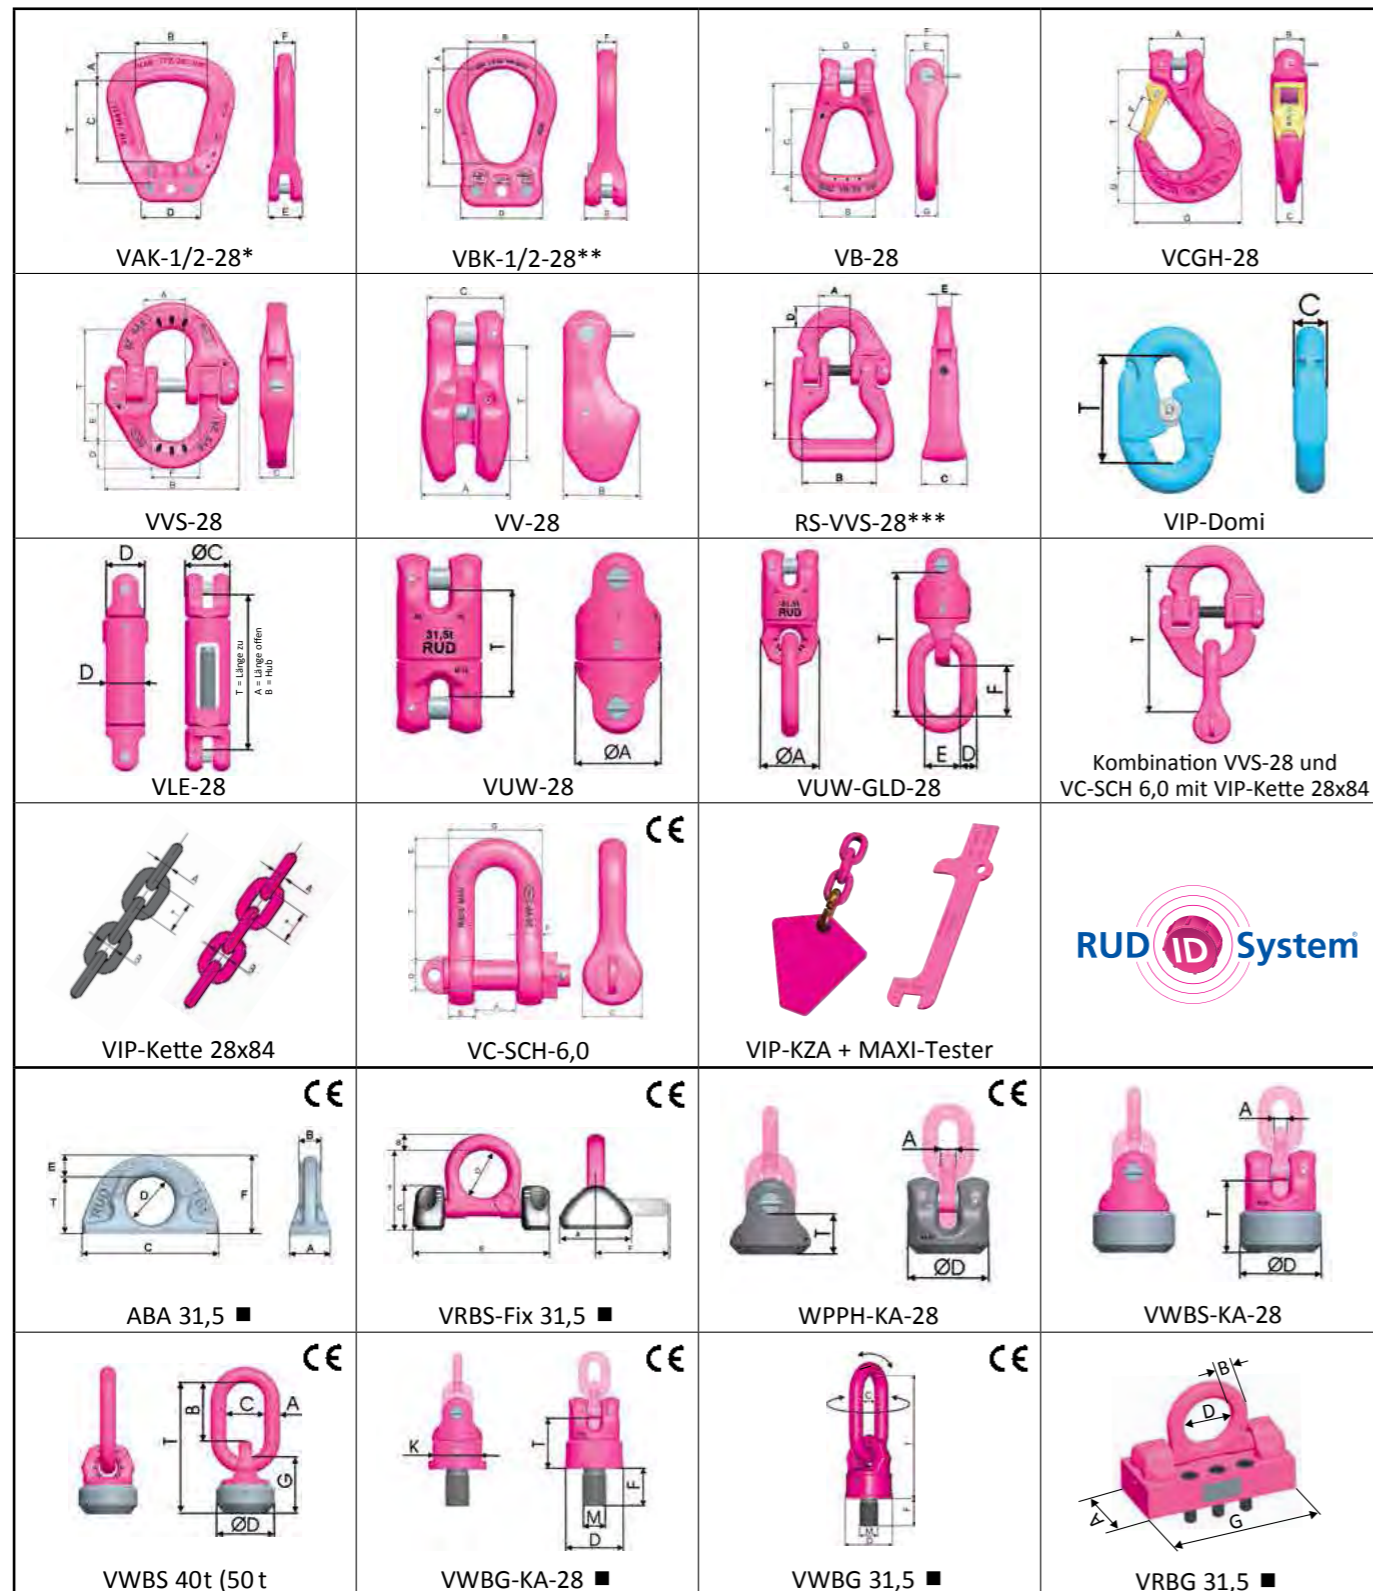 B
F
A
T
C
D
E
VAK-1/2-28*
B
F
A
T
C
D
VBK-1/2-28**
D
F
E
T
C
A
B
G
VB-28
A
B
T
F
G
C
VCGH-28
A
T
E
D
F
B
C
VVS-28
C
T
A
B
VV-28
A
E
D
T
B
C
RS-VVS-28***
C
T
VIP-Domi
D
ØC
D
T = Länge zu
A = Länge offen
B = Hub
VLE-28
31,5t
RUD
T
ØA
VUW-28
31,5t
RUD
T
F
ØA
E
D
VUW-GLD-28
T
Kombination VVS-28 und
VC-SCH 6,0 mit VIP-Kette 28x84
A
T
B
A
T
B
VIP-Kette 28x84
CE
G
E
T
F
D
B
A
C
VC-SCH-6,0
VIP-KZA + MAXI-Tester
RUD ID System
CE
B
E
T
D
F
RUD
C
A
ABA 31,5 ■
CE
B
D
T
C
E
A
F
VRBS-Fix 31,5 ■
CE
A
T
ØD
WPPH-KA-28
A
T
ØD
VWBS-KA-28
CE
B
C
A
T
G
ØD
VWBS 40t (50 t
CE
K
T
F
M
D
VWBG-KA-28 ■
CE
C
T
F
M
D
VWBG 31,5 ■
B
D
A
G
VRBG 31,5 ■